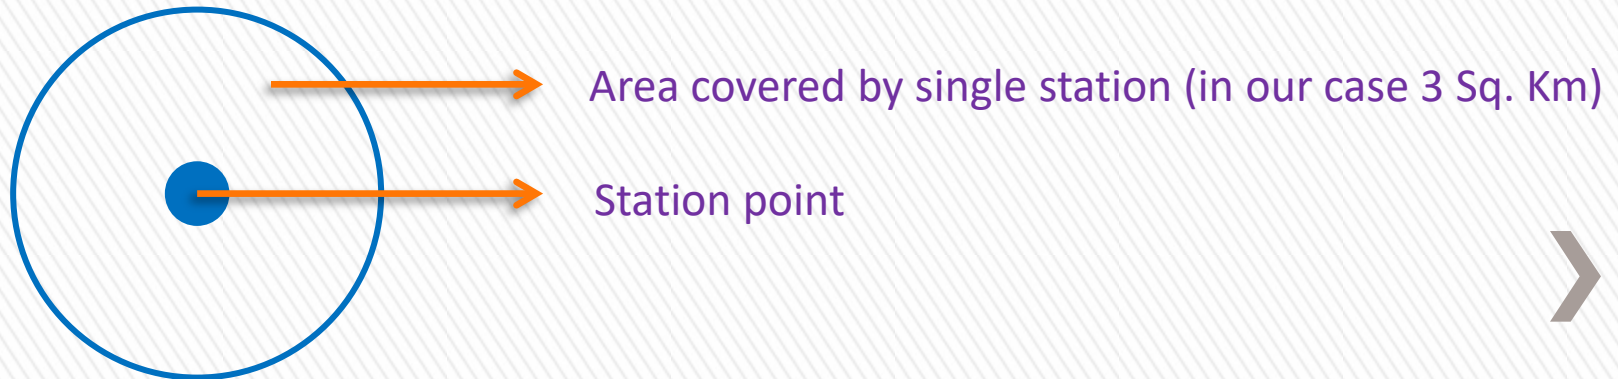 Area covered by single station (in our case 3 Sq. Km)
Station point